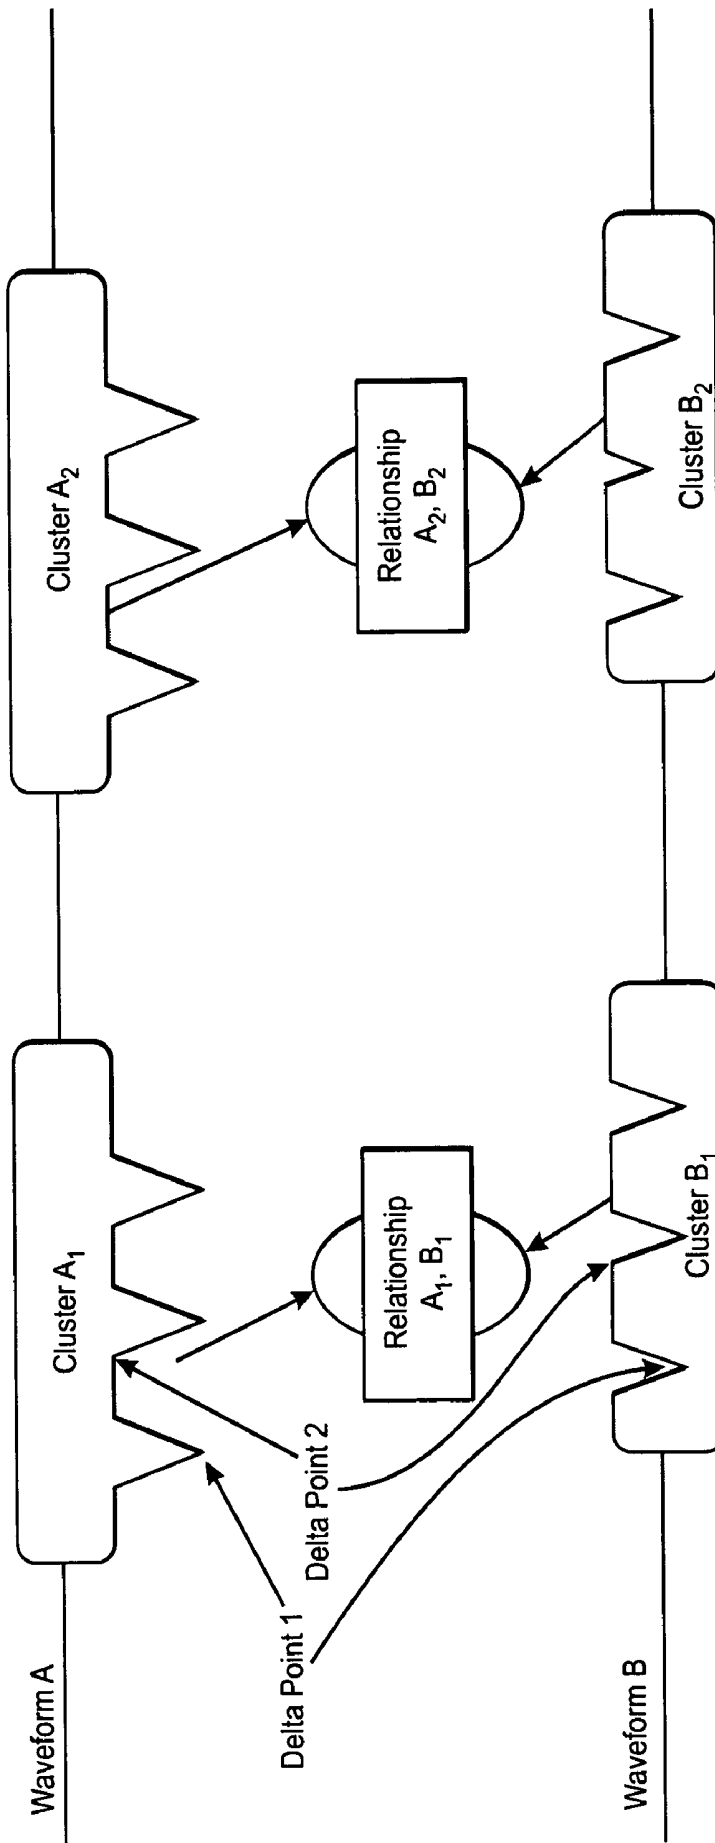 Waveform A
Cluster A₁
Cluster A₂
Delta Point 1
Delta Point 2
Relationship
A₁, B₁
Relationship
A₂, B₂
Waveform B
Cluster B₁
Cluster B₂